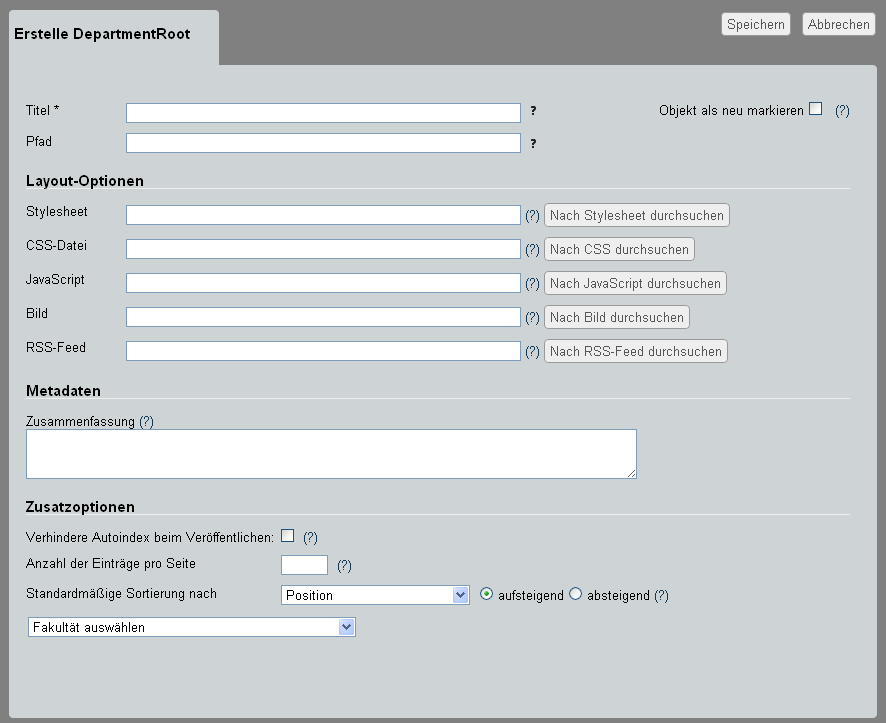 Erstelle DepartmentRoot
Speichern Abbrechen
Titel * ? Objekt als neu markieren (?)
Pfad ?
Layout-Optionen
Stylesheet (?) Nach Stylesheet durchsuchen
CSS-Datei (?) Nach CSS durchsuchen
JavaScript (?) Nach JavaScript durchsuchen
Bild (?) Nach Bild durchsuchen
RSS-Feed (?) Nach RSS-Feed durchsuchen
Metadaten
Zusammenfassung (?)
Zusatzoptionen
Verhindere Autoindex beim Veröffentlichen: (?)
Anzahl der Einträge pro Seite (?)
Standardmäßige Sortierung nach Position aufsteigend absteigend (?)
Fakultät auswählen